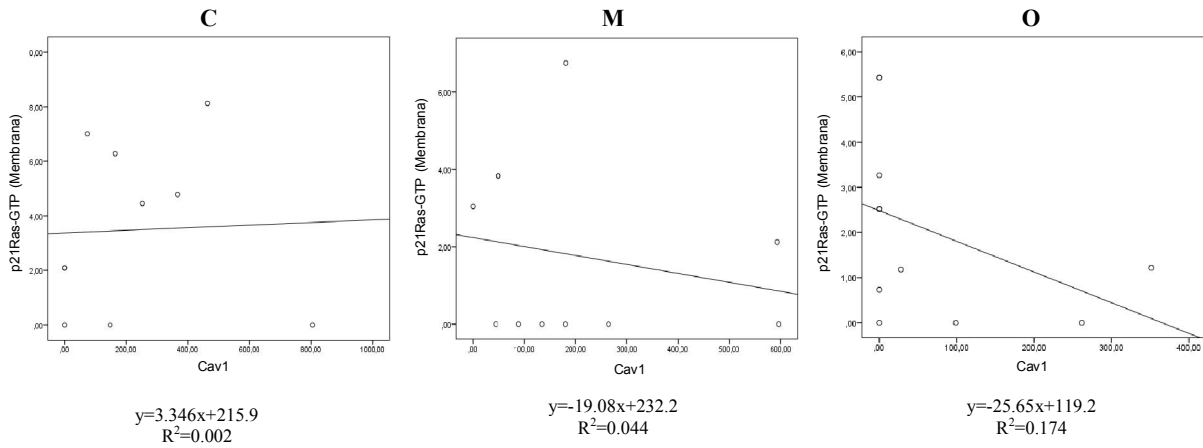 C
0,00
8,00
6,00
4,00
2,00
,00
p21Ras-GTP (Membrana)
,00 200,00 400,00 600,00 800,00 1000,00
Cav1
y=3.346x+215.9
R²=0.002
M
6,00
4,00
2,00
,00
p21Ras-GTP (Membrana)
,00 100,00 200,00 300,00 400,00 500,00 600,00
Cav1
y=-19.08x+232.2
R²=0.044
O
6,00
5,00
4,00
3,00
2,00
1,00
,00
p21Ras-GTP (Membrana)
,00 100,00 200,00 300,00 400,00
Cav1
y=-25.65x+119.2
R²=0.174